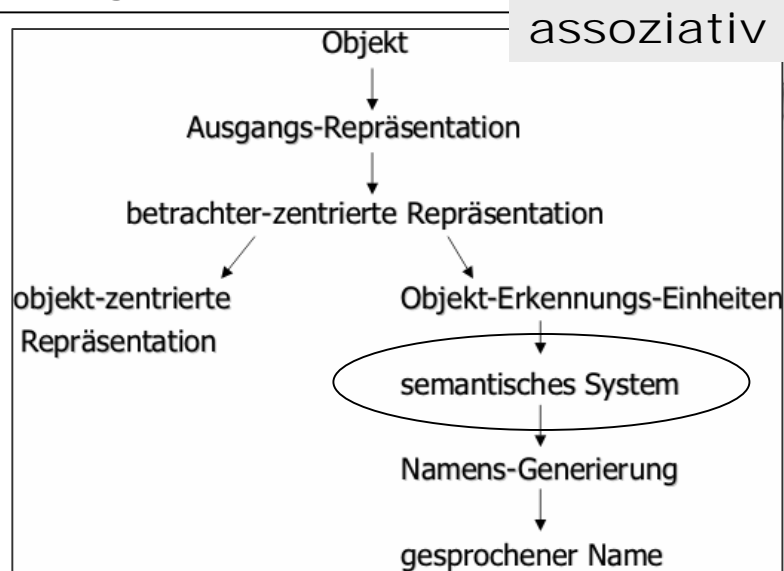 assoziativ
Objekt
Ausgangs-Repräsentation
betrachter-zentrierte Repräsentation
objekt-zentrierte
Repräsentation
Objekt-Erkennungs-Einheiten
semantisches System
Namens-Generierung
gesprochener Name